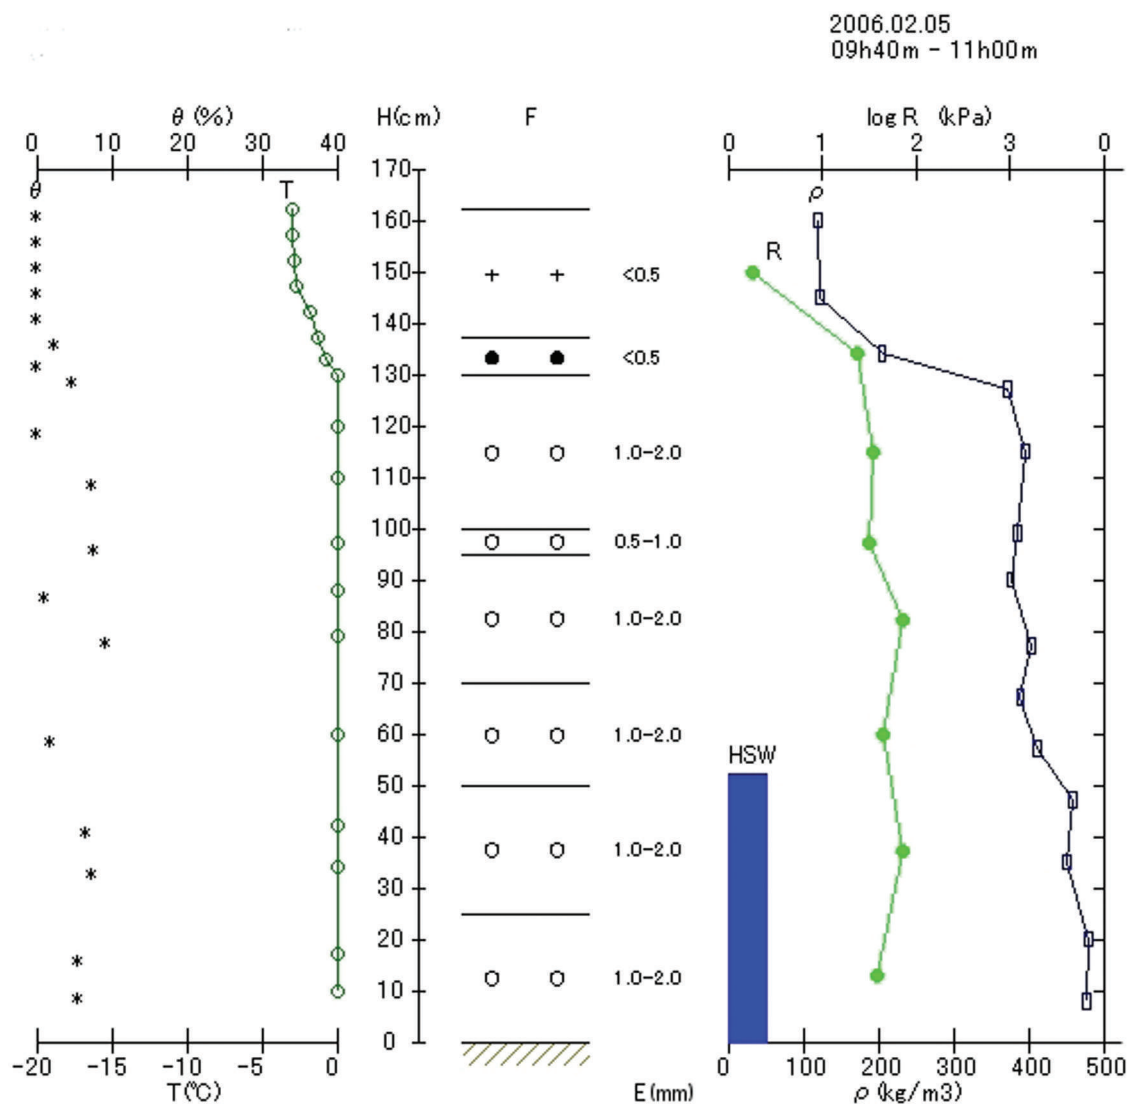 2006.02.05
09h40m - 11h00m
θ (%) H(cm) F log R (kPa)
0 10 20 30 40 0 1 2 3 0
170
θ T ρ
160
R
150 + + <0.5
140
<0.5
130
120
1.0-2.0
110
100
0.5-1.0
90
1.0-2.0
80
70
60 1.0-2.0
HSW
50
40
1.0-2.0
30
20
1.0-2.0
10
0
-20 -15 -10 -5 0 0 100 200 300 400 500
T(℃) E(mm) ρ (kg/m3)